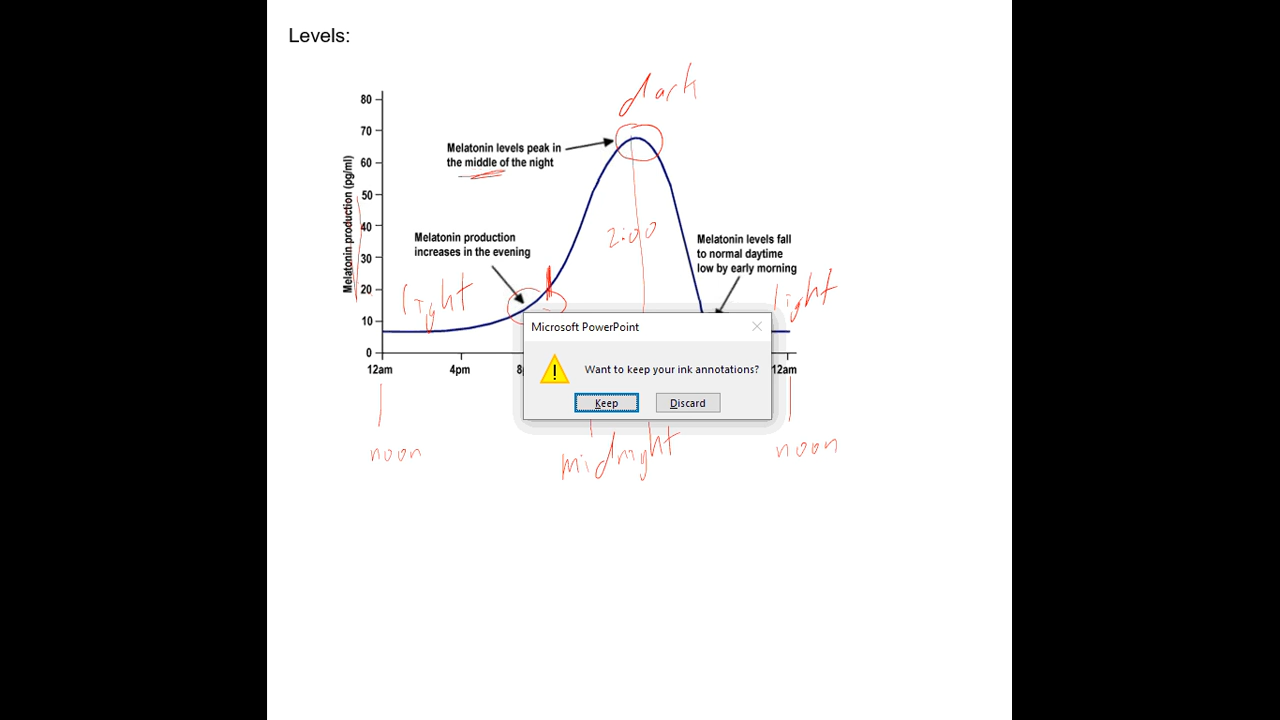 Levels:
dark
80
70
Melatonin levels peak in
the middle of the night
60
50
Melatonin production (pg/ml)
40
2:00
Melatonin production
increases in the evening
Melatonin levels fall
to normal daytime
low by early morning
30
20
light
light
10
0
Microsoft PowerPoint
Want to keep your ink annotations?
Keep
Discard
12am
4pm
12am
noon
midnight
noon